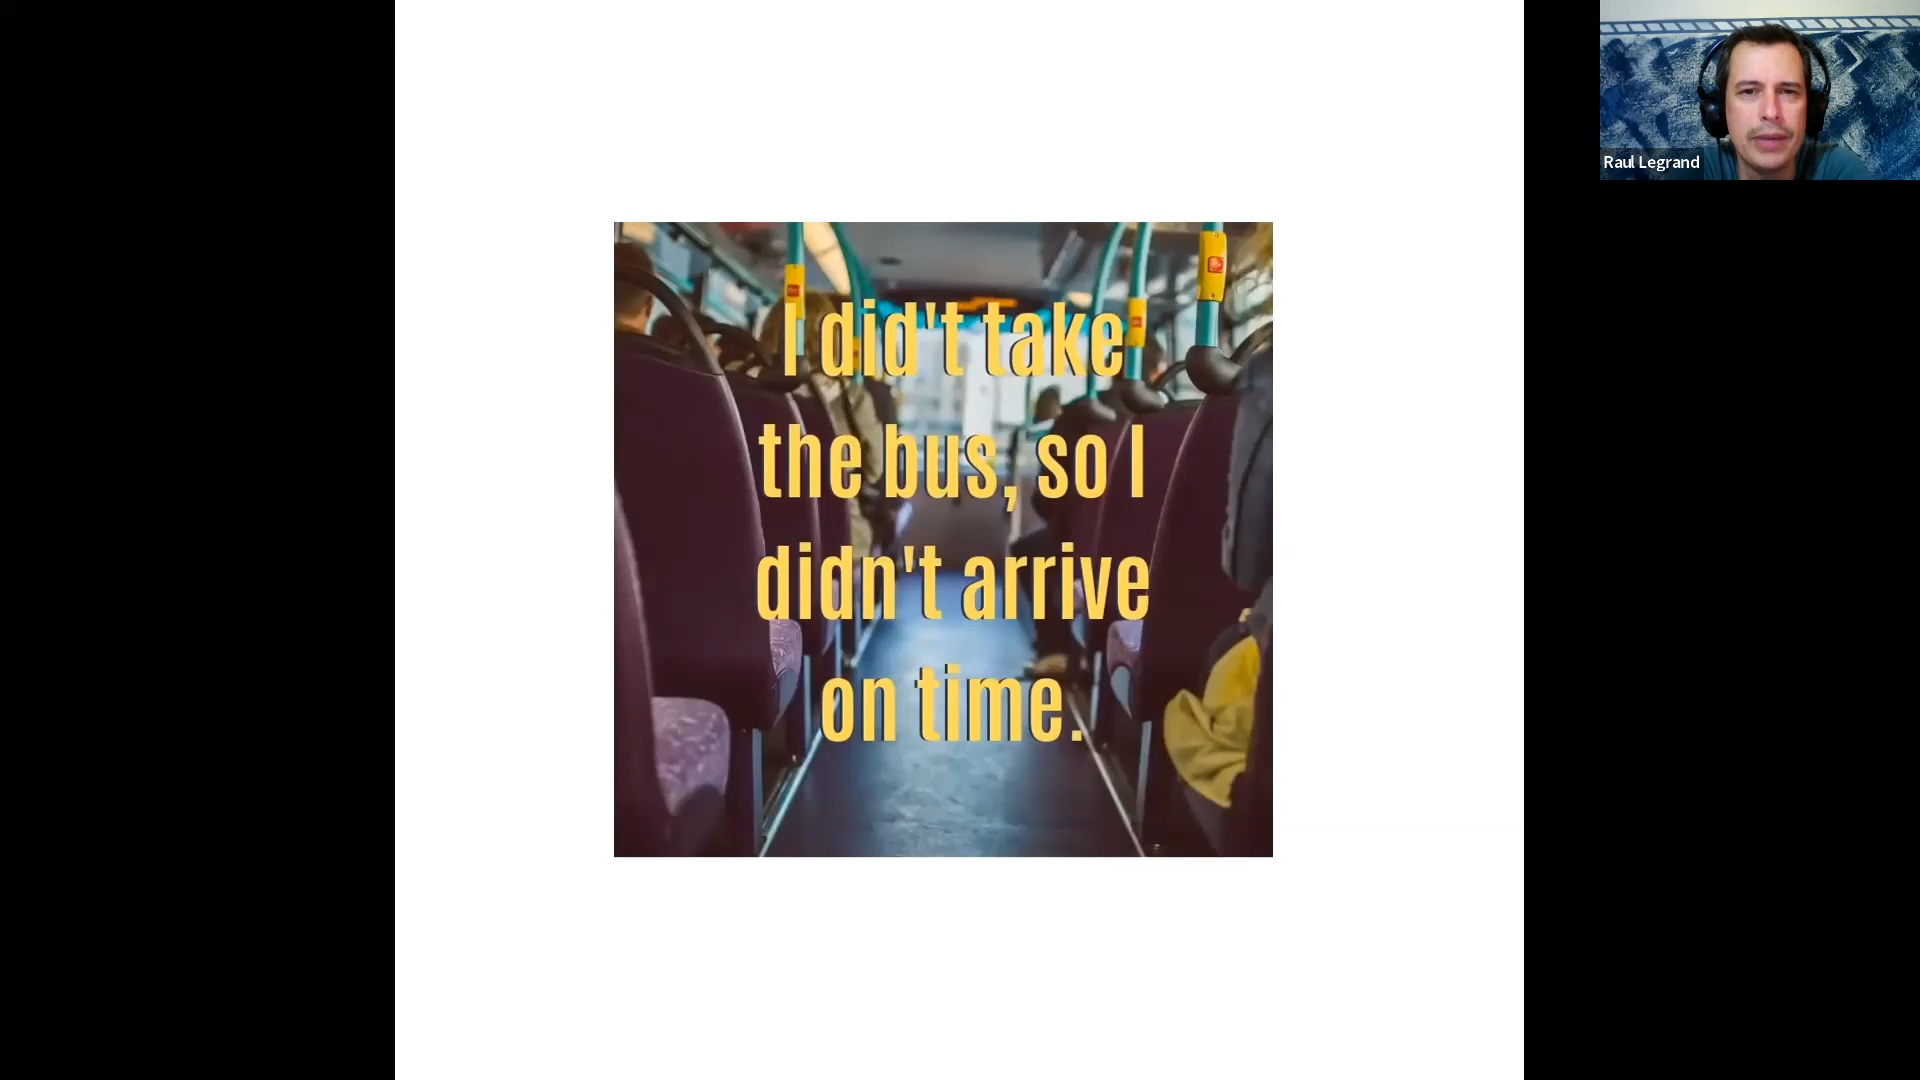 Raul Legrand
I did't take
the bus, so I
didn't arrive
on time.